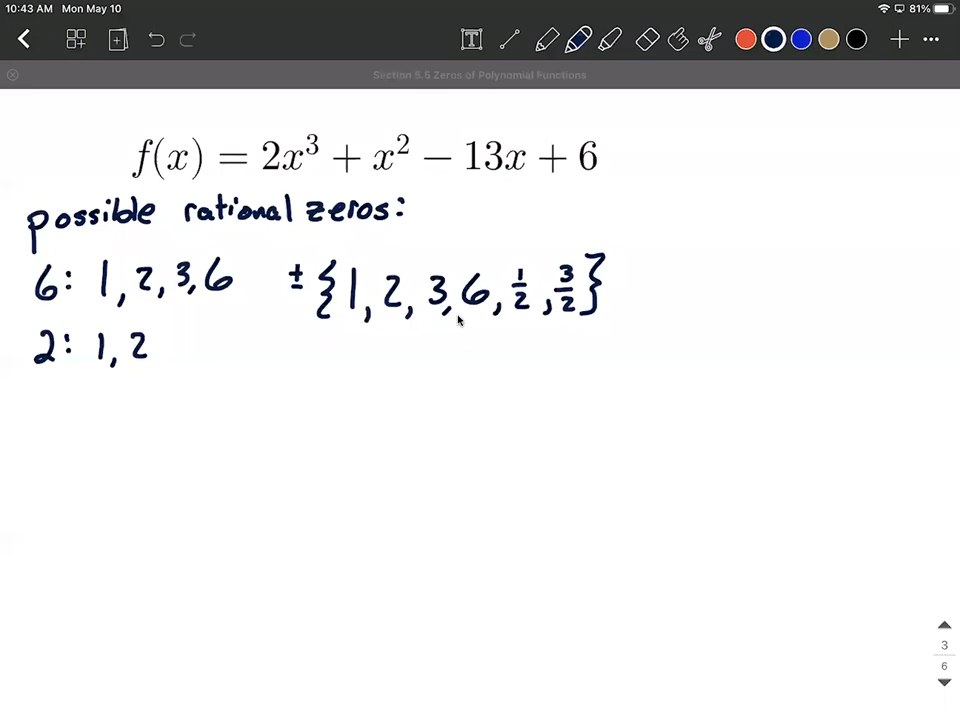 10:43 AM Mon May 10 81%
Section 5.5 Zeros of Polynomial Functions
f(x) = 2x³ + x² − 13x + 6
possible rational zeros:
6: 1, 2, 3, 6 ± {1, 2, 3, 6, 1/2, 3/2}
2: 1, 2
3
6